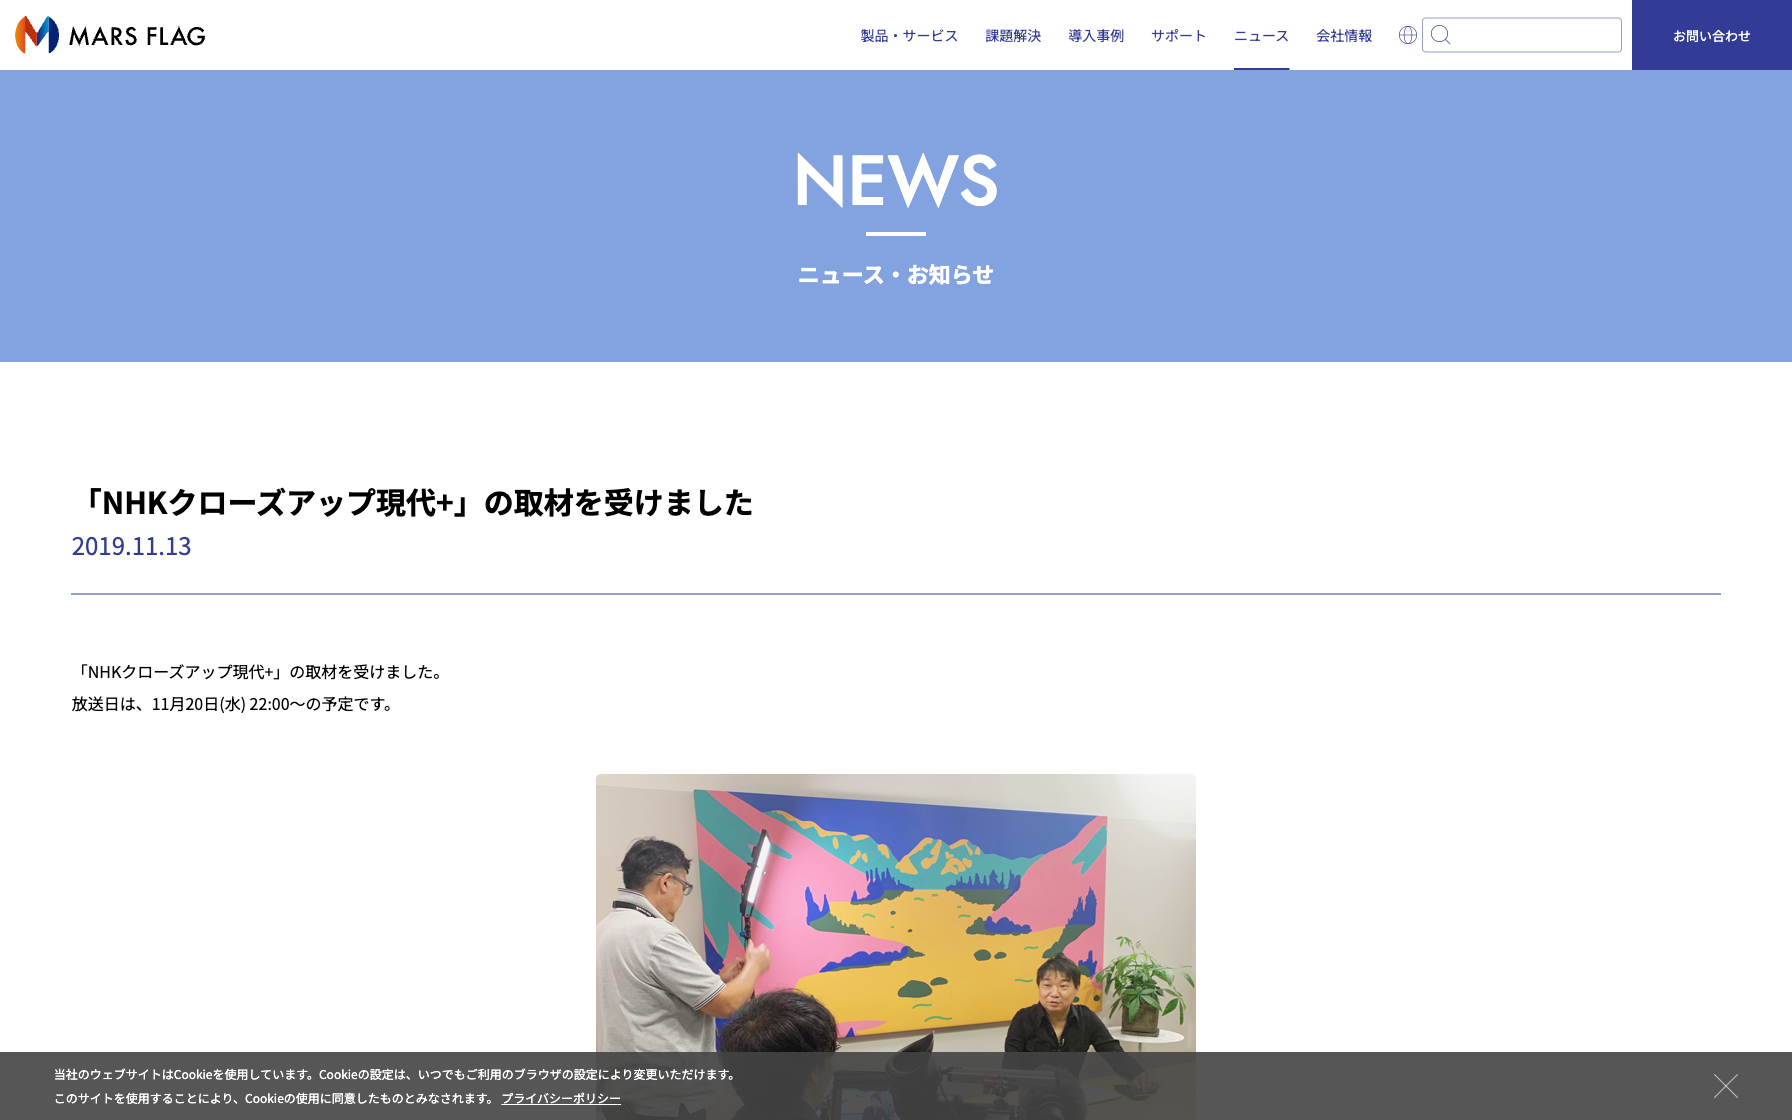 MARS FLAG
製品・サービス 課題解決 導入事例 サポート ニュース 会社情報 お問い合わせ
NEWS
ニュース・お知らせ
「NHKクローズアップ現代+」の取材を受けました
2019.11.13
「NHKクローズアップ現代+」の取材を受けました。
放送日は、11月20日(水) 22:00〜の予定です。
当社のウェブサイトはCookieを使用しています。Cookieの設定は、いつでもご利用のブラウザの設定により変更いただけます。
このサイトを使用することにより、Cookieの使用に同意したものとみなされます。 プライバシーポリシー